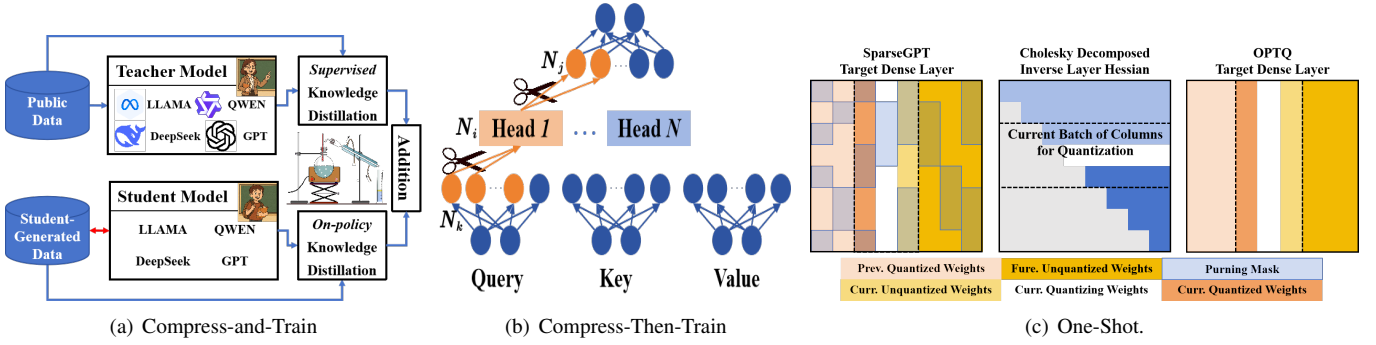 Public
Data
Teacher Model
LLAMA
QWEN
DeepSeek
GPT
Supervised
Knowledge
Distillation
Addition
Student-
Generated
Data
Student Model
LLAMA
QWEN
DeepSeek
GPT
On-policy
Knowledge
Distillation
(a) Compress-and-Train
N_j
N_i
Head 1
...
Head N
N_k
Query
Key
Value
(b) Compress-Then-Train
SparseGPT
Target Dense Layer
Cholesky Decomposed
Inverse Layer Hessian
OPTQ
Target Dense Layer
Current Batch of Columns
for Quantization
Prev. Quantized Weights
Fure. Unquantized Weights
Purning Mask
Curr. Unquantized Weights
Curr. Quantizing Weights
Curr. Quantized Weights
(c) One-Shot.